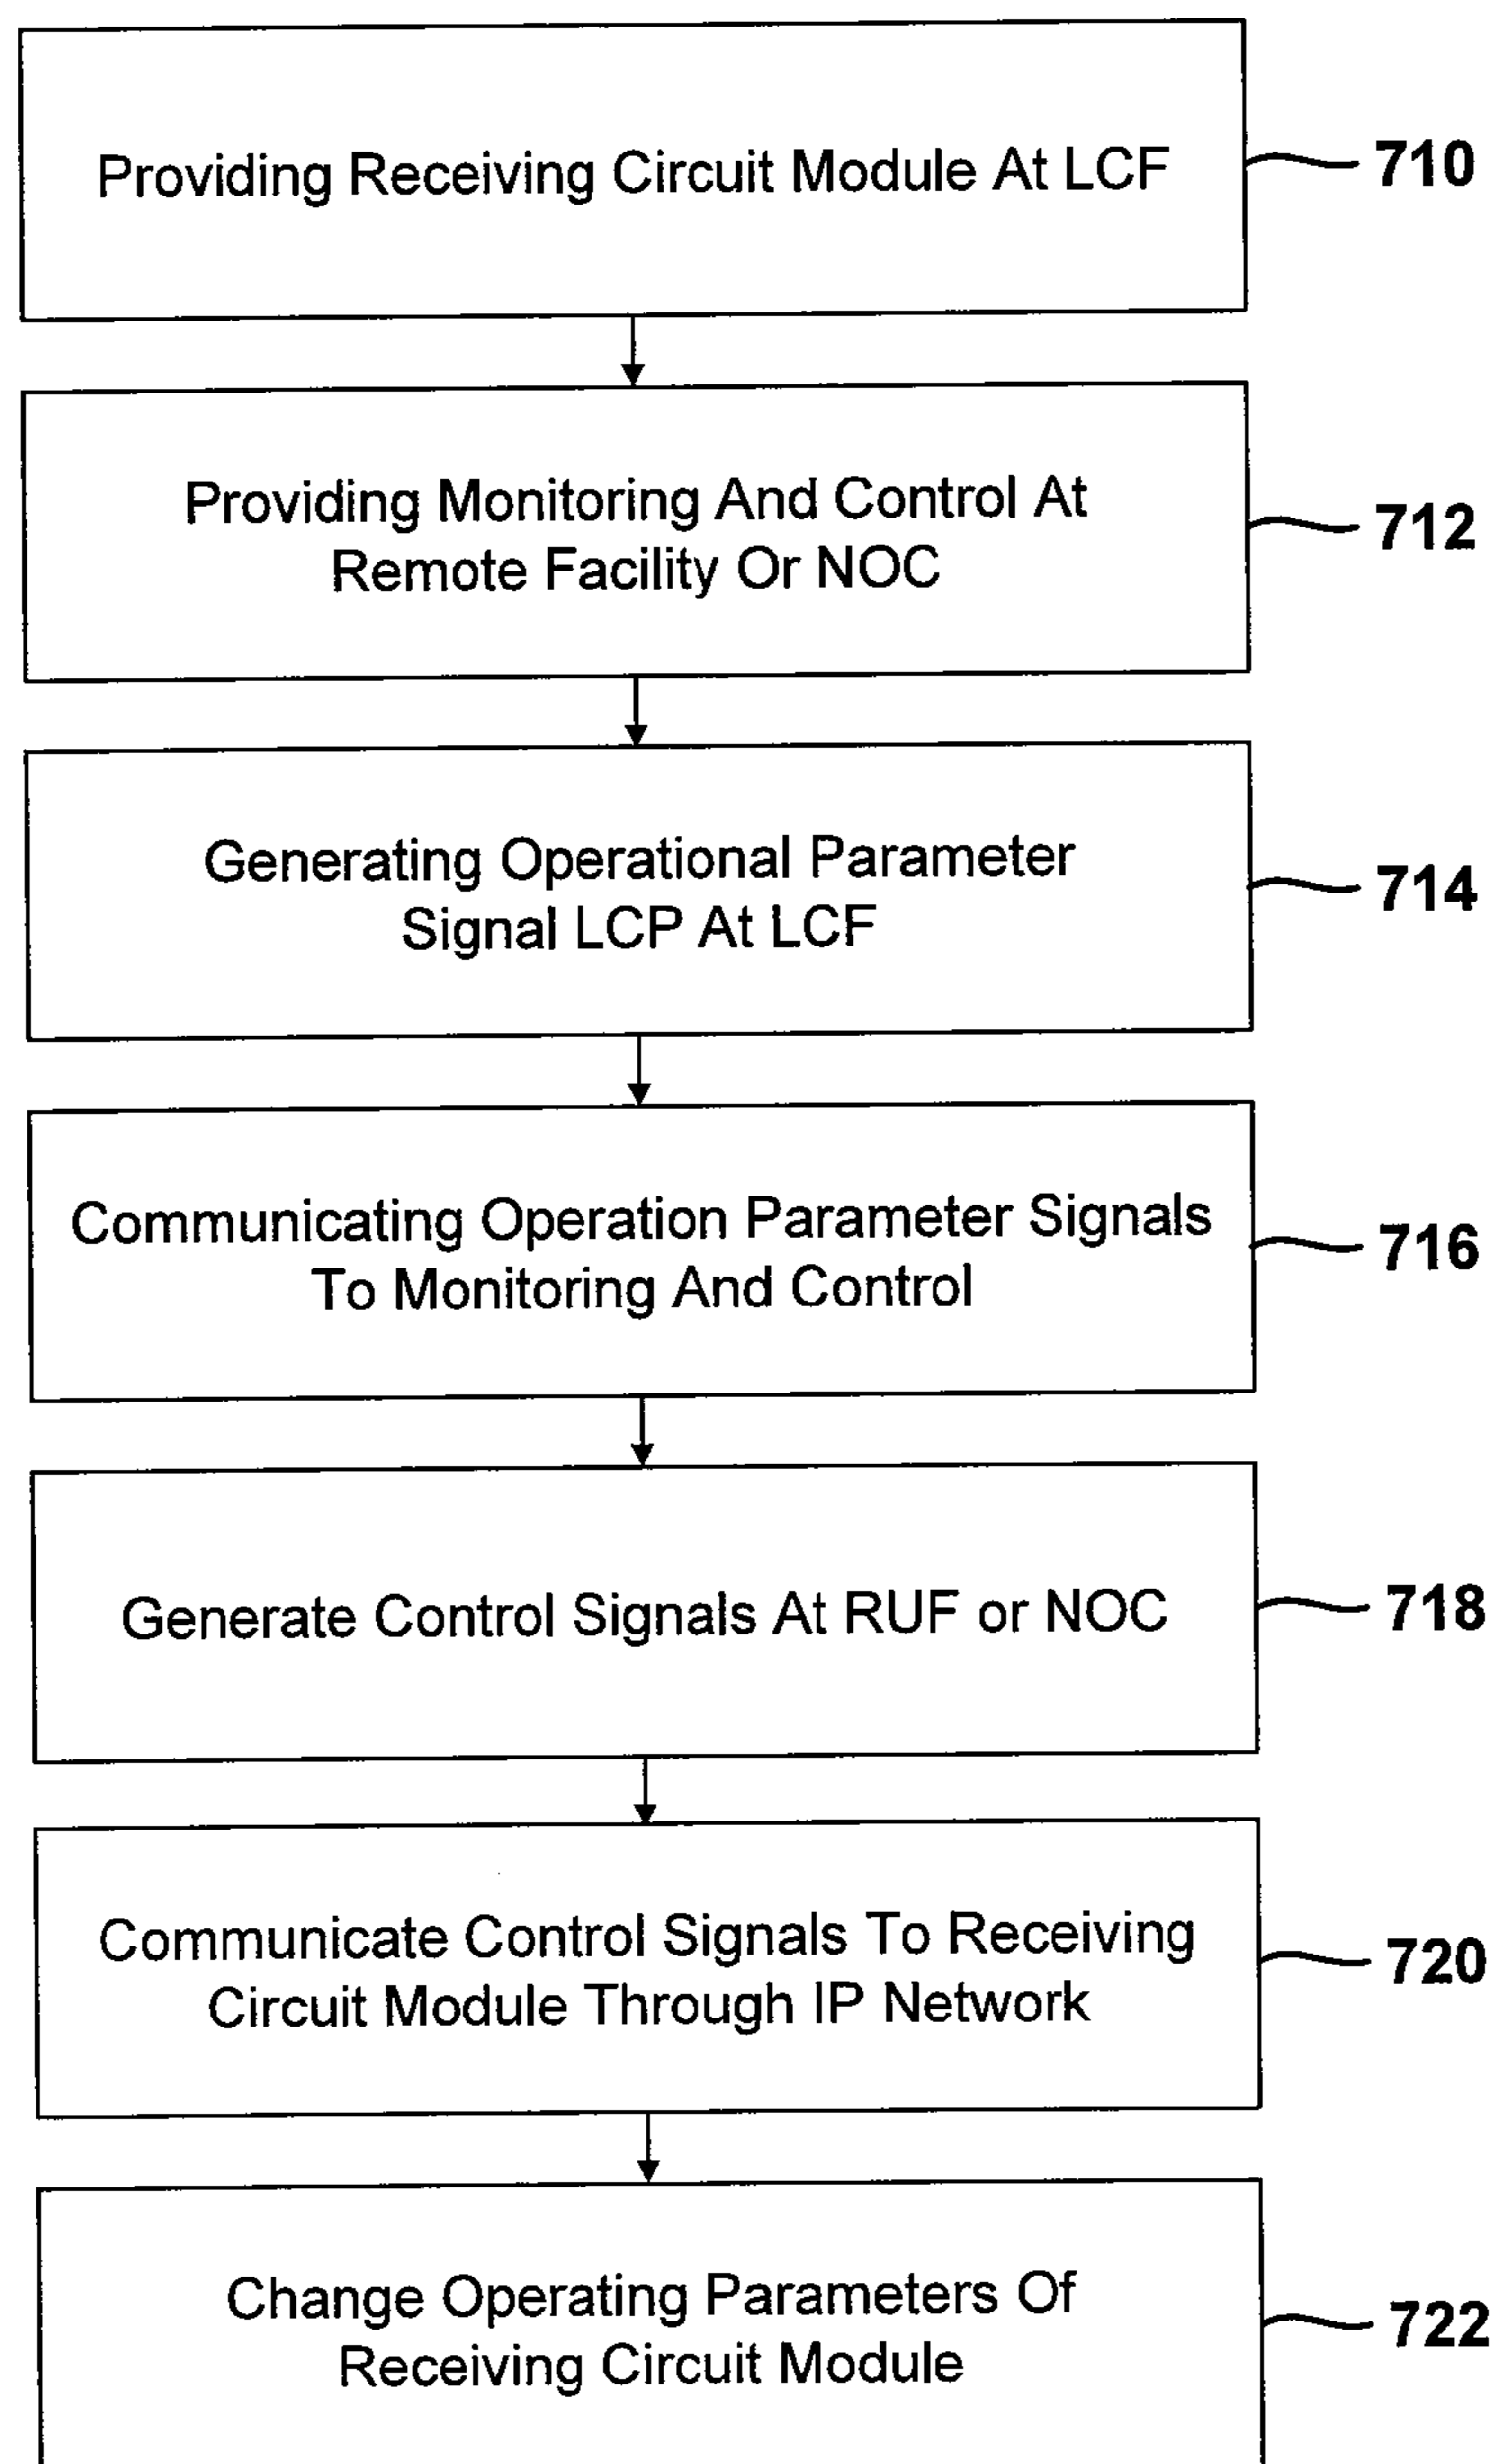 Providing Receiving Circuit Module At LCF
710
Providing Monitoring And Control At
Remote Facility Or NOC
712
Generating Operational Parameter
Signal LCP At LCF
714
Communicating Operation Parameter Signals
To Monitoring And Control
716
Generate Control Signals At RUF or NOC
718
Communicate Control Signals To Receiving
Circuit Module Through IP Network
720
Change Operating Parameters Of
Receiving Circuit Module
722